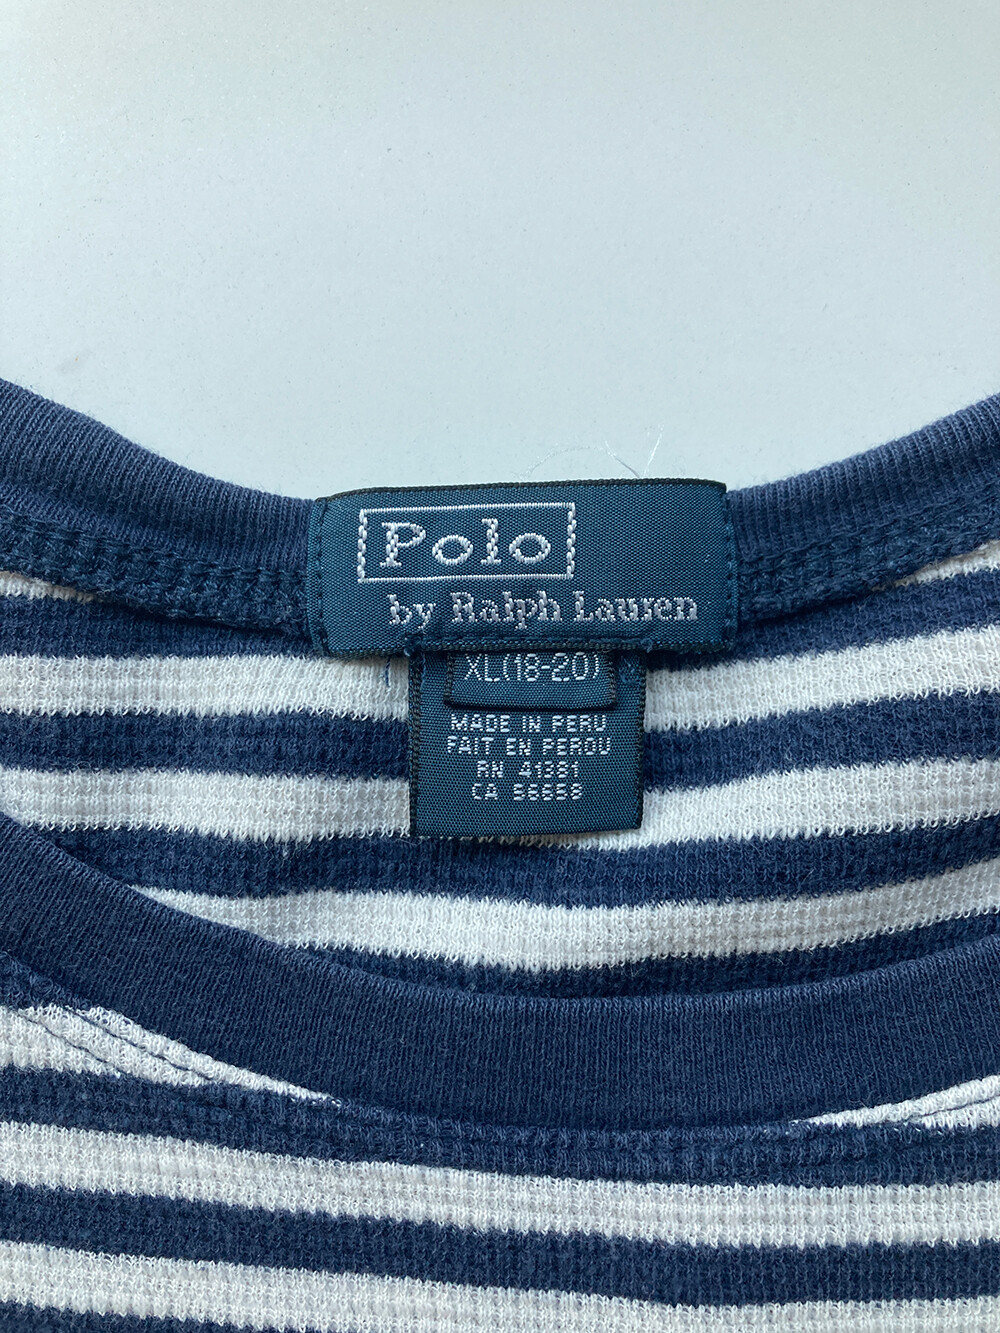 Polo
by Ralph Lauren
XL(18-20)
MADE IN PERU
FAIT EN PEROU
RN 41381
CA 56658